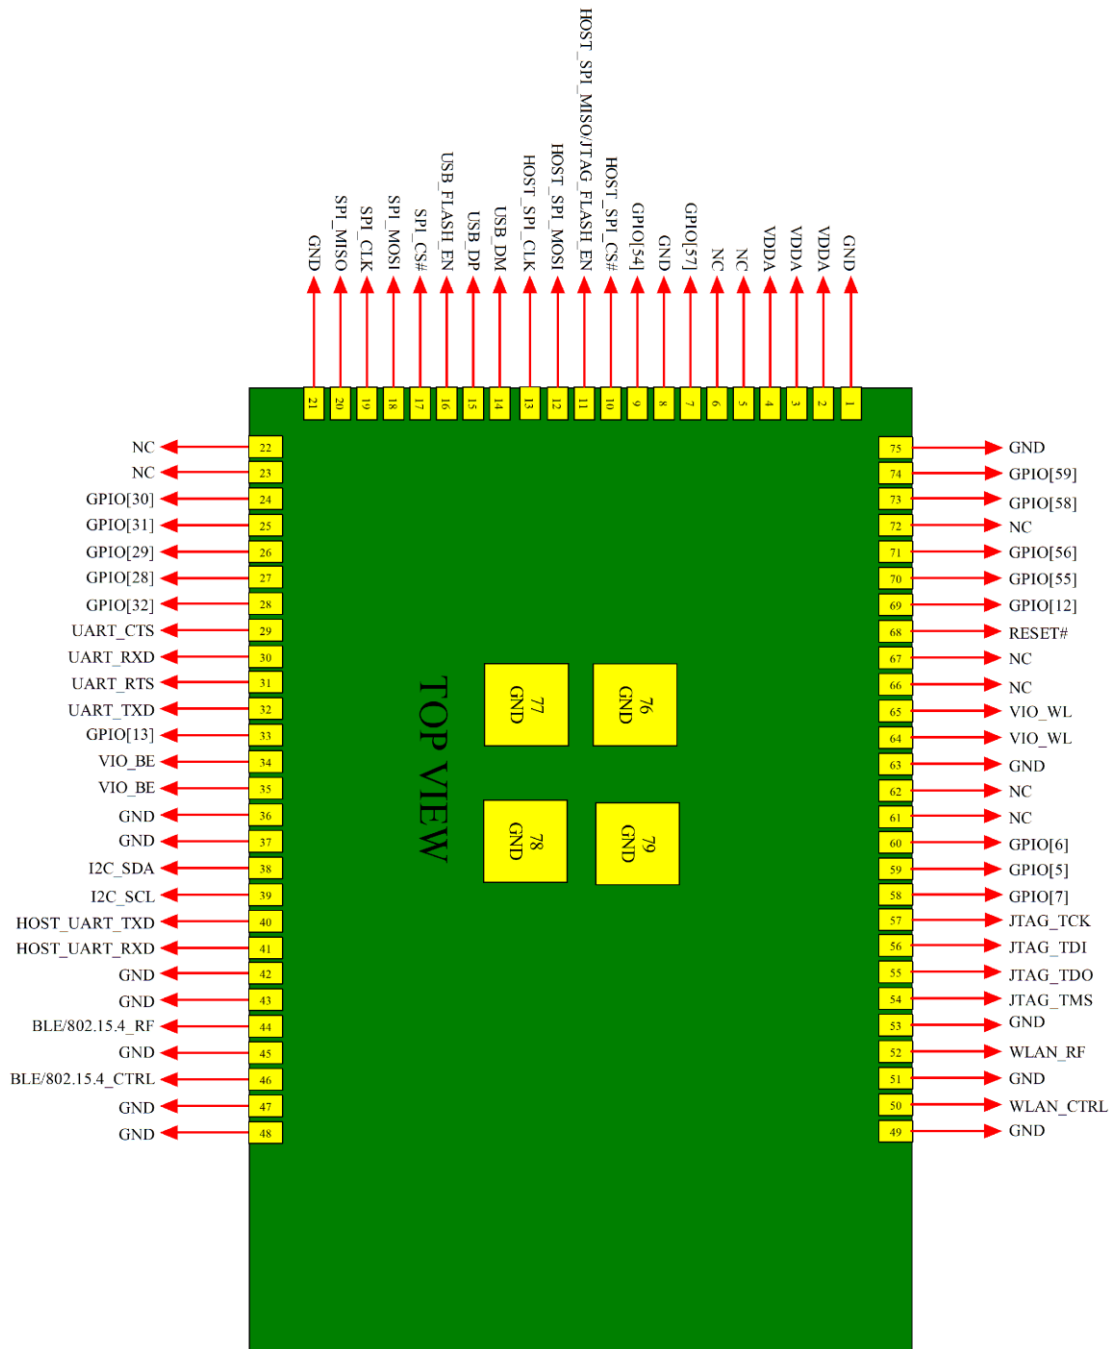 GND
SPI_MISO
SPI_CLK
SPI_MOSI
SPI_CS#
USB_FLASH_EN
USB_DP
USB_DM
HOST_SPI_CLK
HOST_SPI_MOSI
HOST_SPI_MISO/JTAG_FLASH_EN
HOST_SPI_CS#
GPIO[54]
GND
GPIO[57]
NC
NC
VDDA
VDDA
VDDA
GND
21
20
19
18
17
16
15
14
13
12
11
10
9
8
7
6
5
4
3
2
1
NC 22
NC 23
GPIO[30] 24
GPIO[31] 25
GPIO[29] 26
GPIO[28] 27
GPIO[32] 28
UART_CTS 29
UART_RXD 30
UART_RTS 31
UART_TXD 32
GPIO[13] 33
VIO_BE 34
VIO_BE 35
GND 36
GND 37
I2C_SDA 38
I2C_SCL 39
HOST_UART_TXD 40
HOST_UART_RXD 41
GND 42
GND 43
BLE/802.15.4_RF 44
GND 45
BLE/802.15.4_CTRL 46
GND 47
GND 48
TOP VIEW
77
GND
76
GND
78
GND
79
GND
75 GND
74 GPIO[59]
73 GPIO[58]
72 NC
71 GPIO[56]
70 GPIO[55]
69 GPIO[12]
68 RESET#
67 NC
66 NC
65 VIO_WL
64 VIO_WL
63 GND
62 NC
61 NC
60 GPIO[6]
59 GPIO[5]
58 GPIO[7]
57 JTAG_TCK
56 JTAG_TDI
55 JTAG_TDO
54 JTAG_TMS
53 GND
52 WLAN_RF
51 GND
50 WLAN_CTRL
49 GND